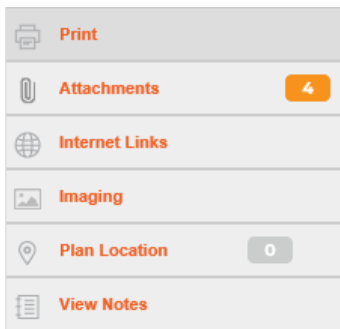 Print
Attachments 4
Internet Links
Imaging
Plan Location 0
View Notes